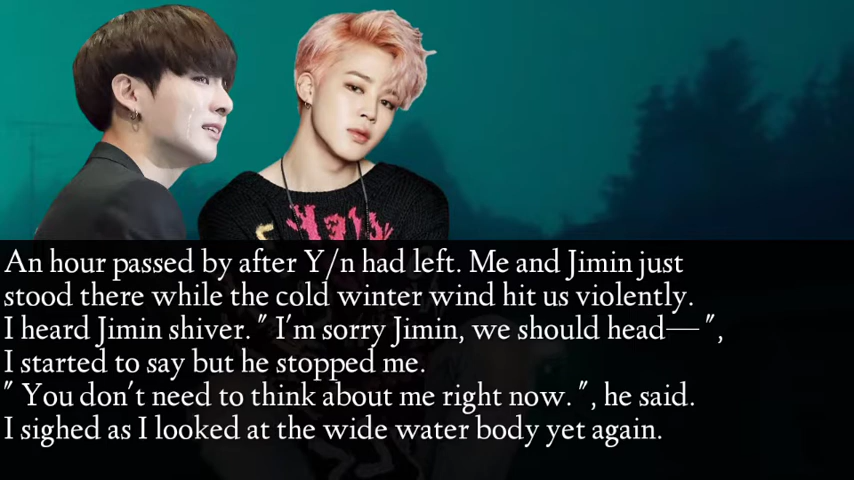 An hour passed by after Y/n had left. Me and Jimin just
stood there while the cold winter wind hit us violently.
I heard Jimin shiver. " I'm sorry Jimin, we should head— ",
I started to say but he stopped me.
" You don't need to think about me right now. ", he said.
I sighed as I looked at the wide water body yet again.